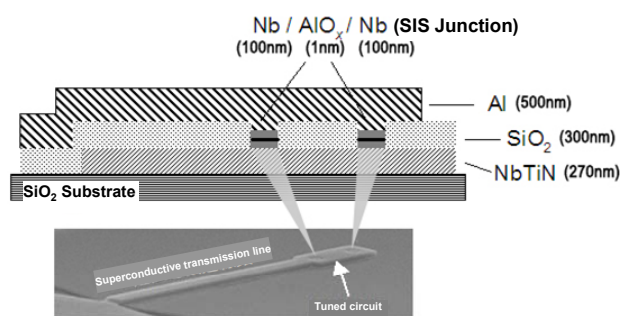 Nb / AlOₓ / Nb (SIS Junction)
(100nm) (1nm) (100nm)
Al (500nm)
SiO₂ (300nm)
NbTiN (270nm)
SiO₂ Substrate
Superconductive transmission line
Tuned circuit